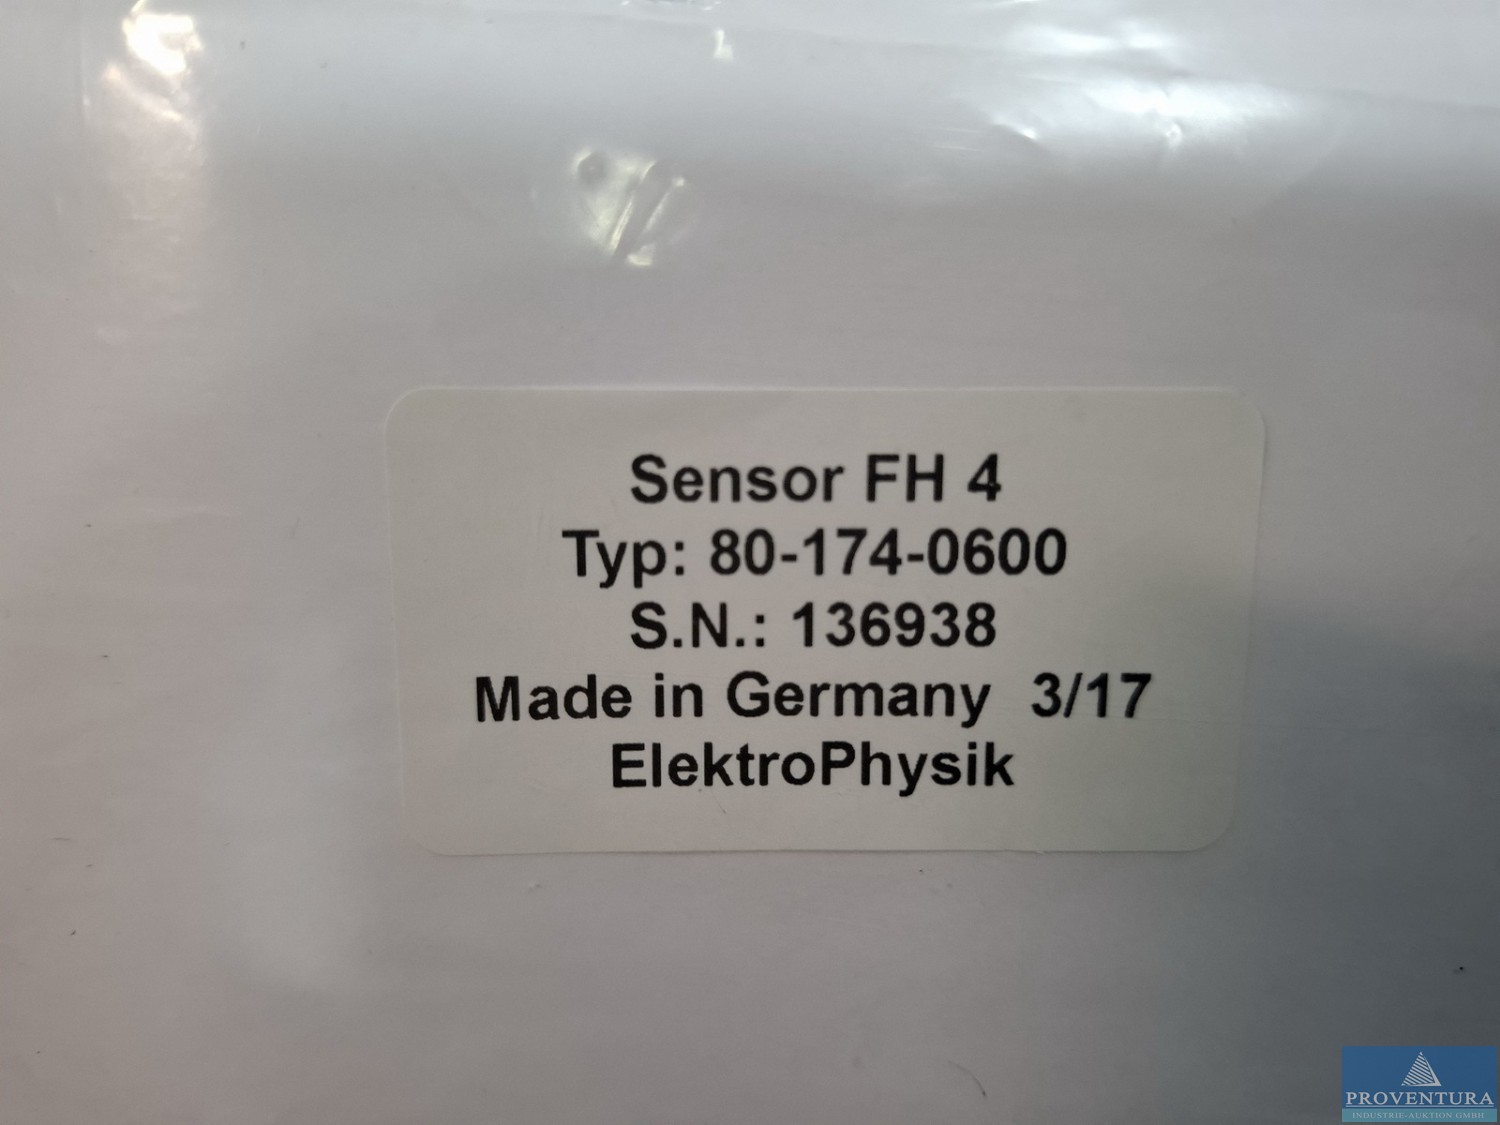 Sensor FH 4
Typ: 80-174-0600
S.N.: 136938
Made in Germany 3/17
ElektroPhysik
PROVENTURA
INDUSTRIE-AUKTION GMBH